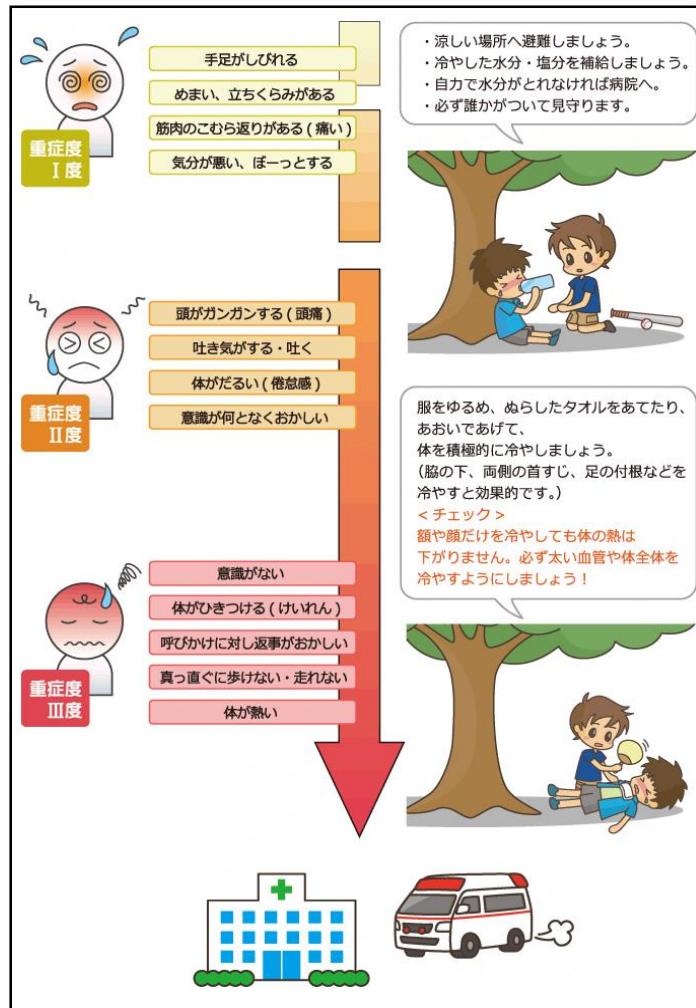 手足がしびれる
めまい、立ちくらみがある
筋肉のこむら返りがある(痛い)
気分が悪い、ぼーっとする
重症度
Ⅰ度
・涼しい場所へ避難しましょう。
・冷やした水分・塩分を補給しましょう。
・自力で水分がとれなければ病院へ。
・必ず誰かがついて見守ります。
頭がガンガンする(頭痛)
吐き気がする・吐く
体がだるい(倦怠感)
意識が何となくおかしい
重症度
Ⅱ度
服をゆるめ、ぬらしたタオルをあてたり、
あおいであげて、
体を積極的に冷やしましょう。
(脇の下、両側の首すじ、足の付根などを
冷やすと効果的です。)
<チェック>
額や顔だけを冷やしても体の熱は
下がりません。必ず太い血管や体全体を
冷やすようにしましょう!
意識がない
体がひきつける(けいれん)
呼びかけに対し返事がおかしい
真っ直ぐに歩けない・走れない
体が熱い
重症度
Ⅲ度